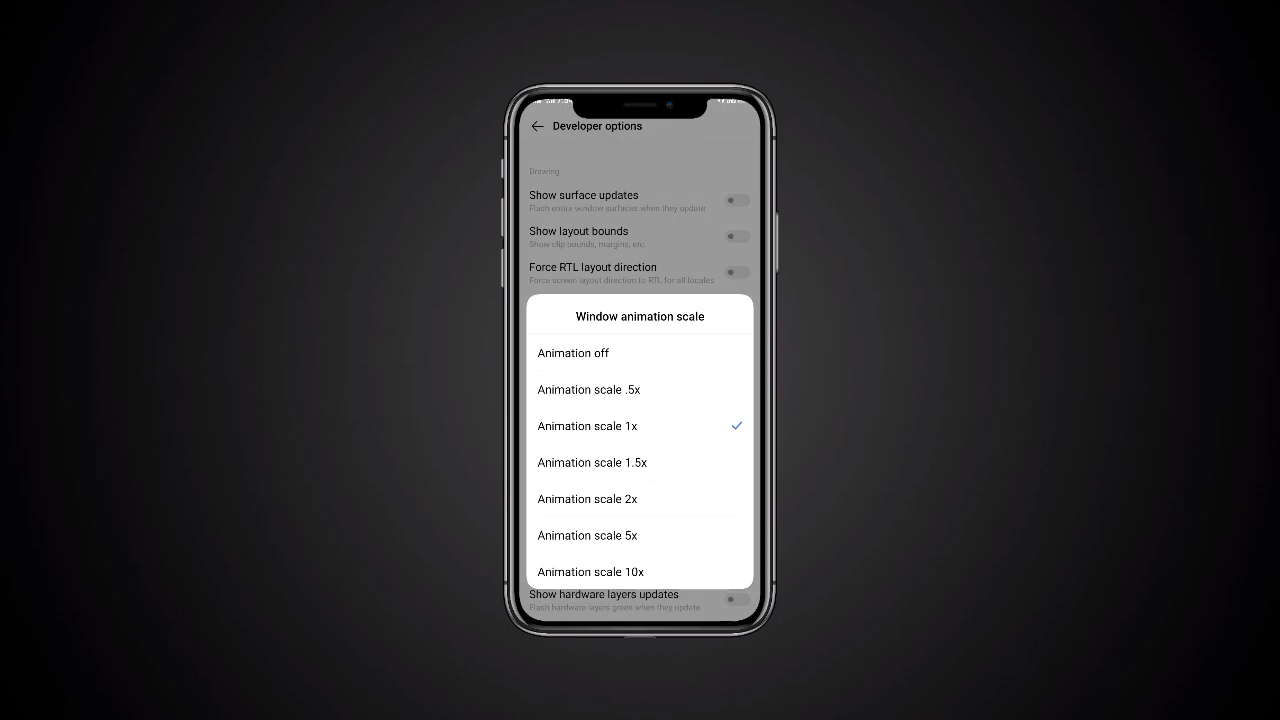 Developer options
Drawing
Show surface updates
Flash entire window surfaces when they update
Show layout bounds
Show clip bounds, margins, etc.
Force RTL layout direction
Force screen layout direction to RTL for all locales
Window animation scale
Animation off
Animation scale .5x
Animation scale 1x
Animation scale 1.5x
Animation scale 2x
Animation scale 5x
Animation scale 10x
Show hardware layers updates
Flash hardware layers green when they update